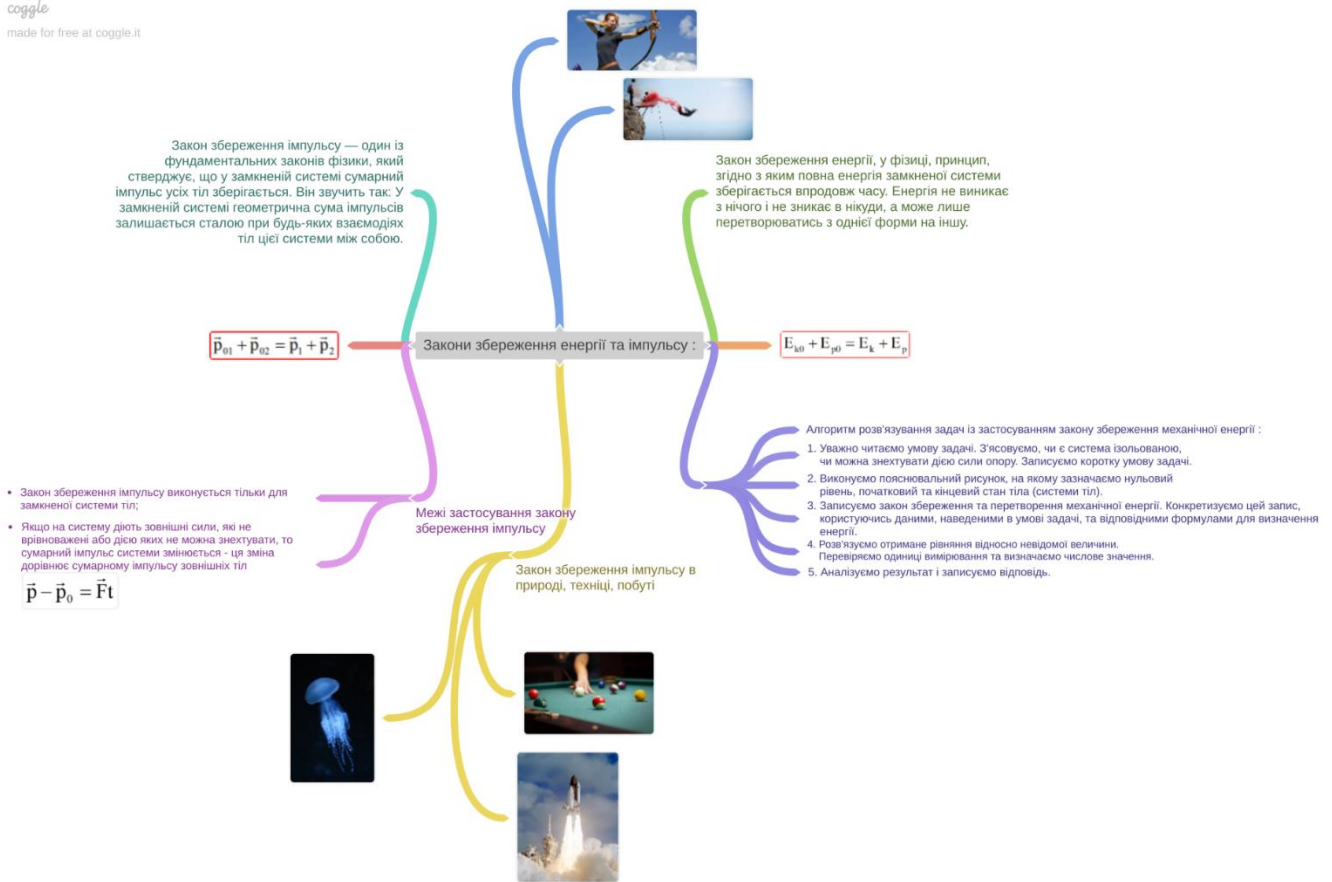 coggle
made for free at coggle.it
Закон збереження імпульсу — один із
фундаментальних законів фізики, який
стверджує, що у замкненій системі сумарний
імпульс усіх тіл зберігається. Він звучить так: У
замкненій системі геометрична сума імпульсів
залишається сталою при будь-яких взаємодіях
тіл цієї системи між собою.
Закон збереження енергії, у фізиці, принцип,
згідно з яким повна енергія замкненої системи
зберігається впродовж часу. Енергія не виникає
з нічого і не зникає в нікуди, а може лише
перетворюватись з однієї форми на іншу.
p⃗₀₁ + p⃗₀₂ = p⃗₁ + p⃗₂
Закони збереження енергії та імпульсу :
Eₖ₀ + Eₚ₀ = Eₖ + Eₚ
Алгоритм розв'язування задач із застосуванням закону збереження механічної енергії :
1. Уважно читаємо умову задачі. З'ясовуємо, чи є система ізольованою,
чи можна знехтувати дією сили опору. Записуємо коротку умову задачі.
2. Виконуємо пояснювальний рисунок, на якому зазначаємо нульовий
рівень, початковий та кінцевий стан тіла (системи тіл).
3. Записуємо закон збереження та перетворення механічної енергії. Конкретизуємо цей запис,
користуючись даними, наведеними в умові задачі, та відповідними формулами для визначення
енергії.
4. Розв'язуємо отримане рівняння відносно невідомої величини.
Перевіряємо одиниці вимірювання та визначаємо числове значення.
5. Аналізуємо результат і записуємо відповідь.
Межі застосування закону
збереження імпульсу
• Закон збереження імпульсу виконується тільки для
замкненої системи тіл;
• Якщо на систему діють зовнішні сили, які не
врівноважені або дією яких не можна знехтувати, то
сумарний імпульс системи змінюється - ця зміна
дорівнює сумарному імпульсу зовнішніх тіл
p⃗ − p⃗₀ = F⃗t
Закон збереження імпульсу в
природі, техніці, побуті